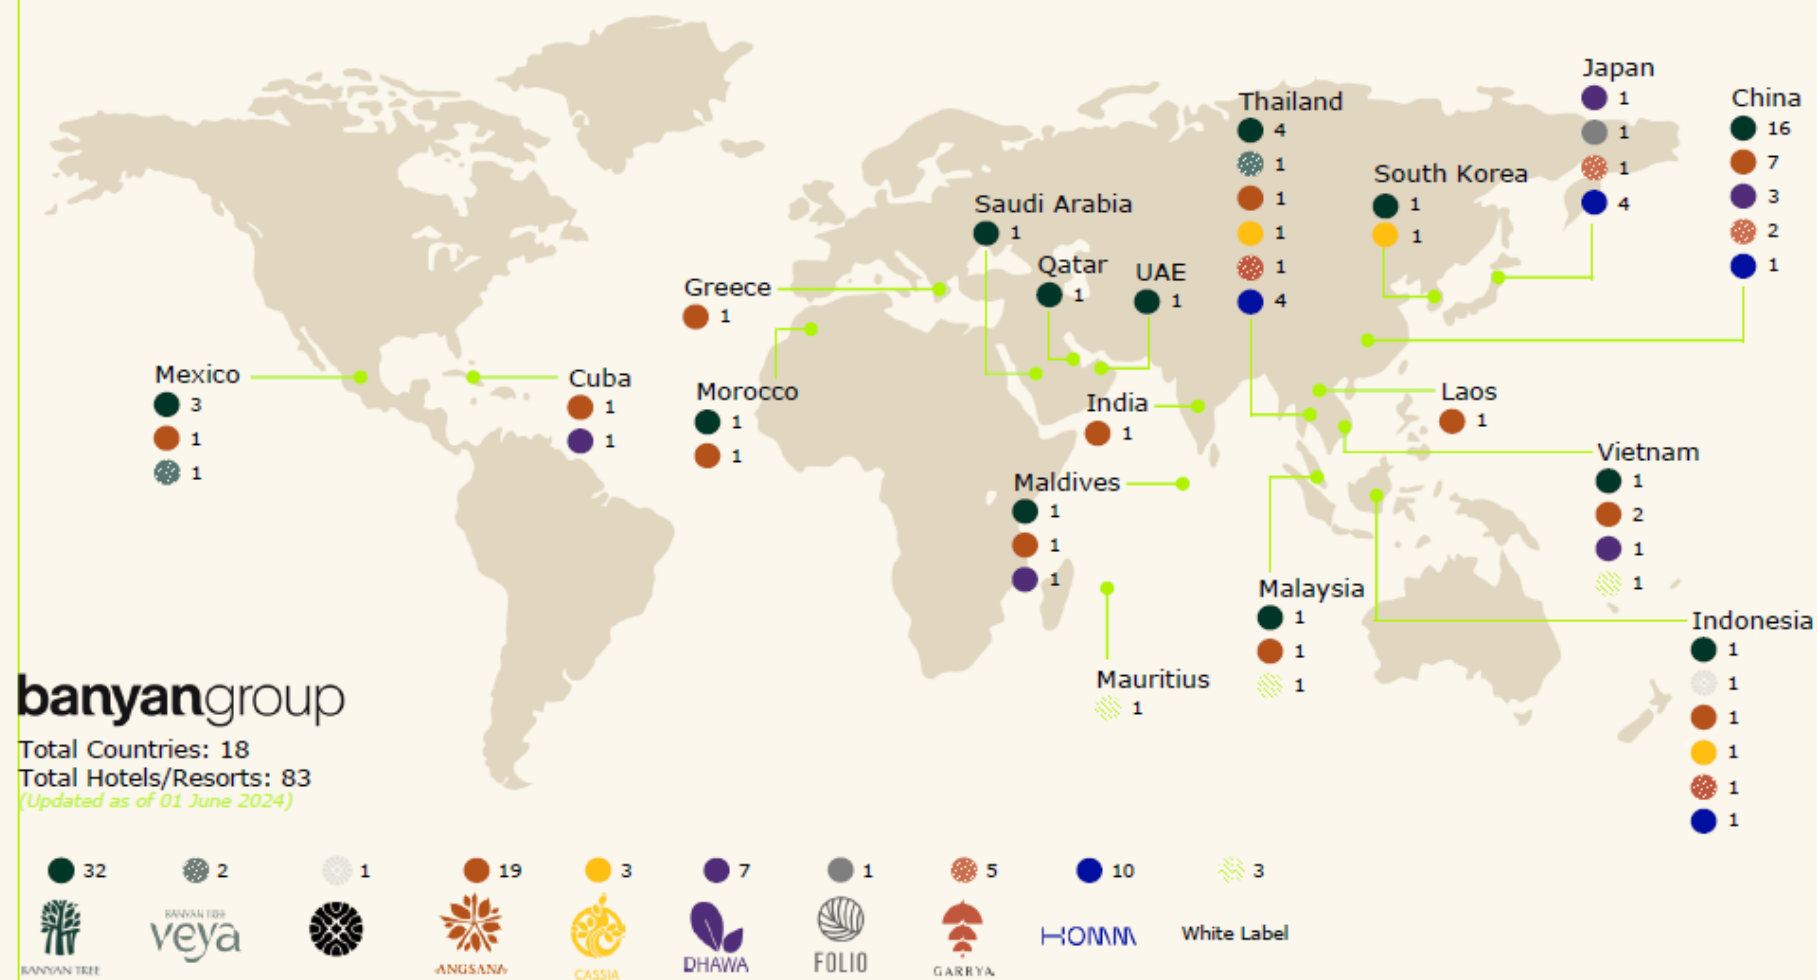 Japan
1
1
1
4
China
16
7
3
2
1
Thailand
4
1
1
1
1
4
South Korea
1
1
Saudi Arabia
1
Qatar
1
UAE
1
Greece
1
Mexico
3
1
1
Cuba
1
1
Morocco
1
1
India
1
Laos
1
Maldives
1
1
1
Vietnam
1
2
1
1
Malaysia
1
1
1
Mauritius
1
Indonesia
1
1
1
1
1
1
banyangroup
Total Countries: 18
Total Hotels/Resorts: 83
(Updated as of 01 June 2024)
32 2 1 19 3 7 1 5 10 3
BANYAN TREE
BANYAN TREE
veya
ANGSANA
CASSIA
DHAWA
FOLIO
GARRYA
HOMM
White Label